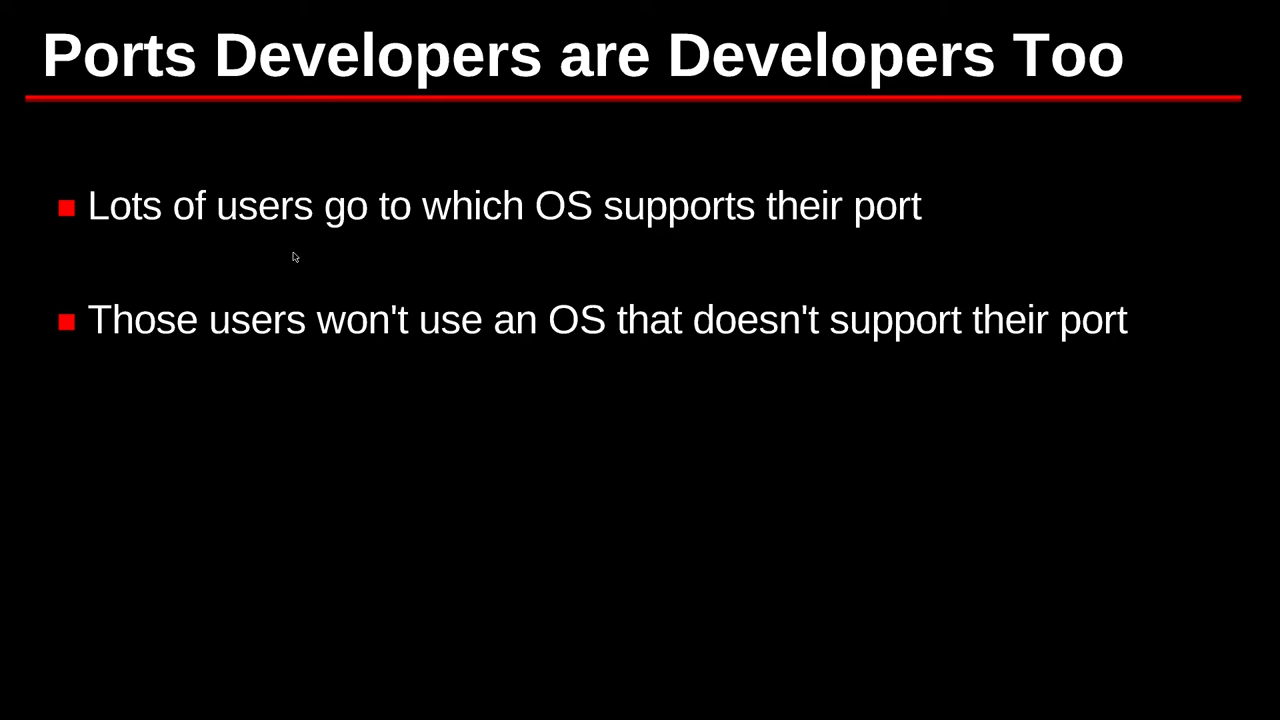 Ports Developers are Developers Too
Lots of users go to which OS supports their port
Those users won't use an OS that doesn't support their port